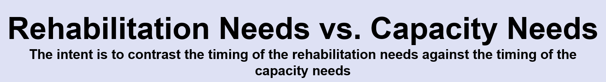 Rehabilitation Needs vs. Capacity Needs
The intent is to contrast the timing of the rehabilitation needs against the timing of the
capacity needs